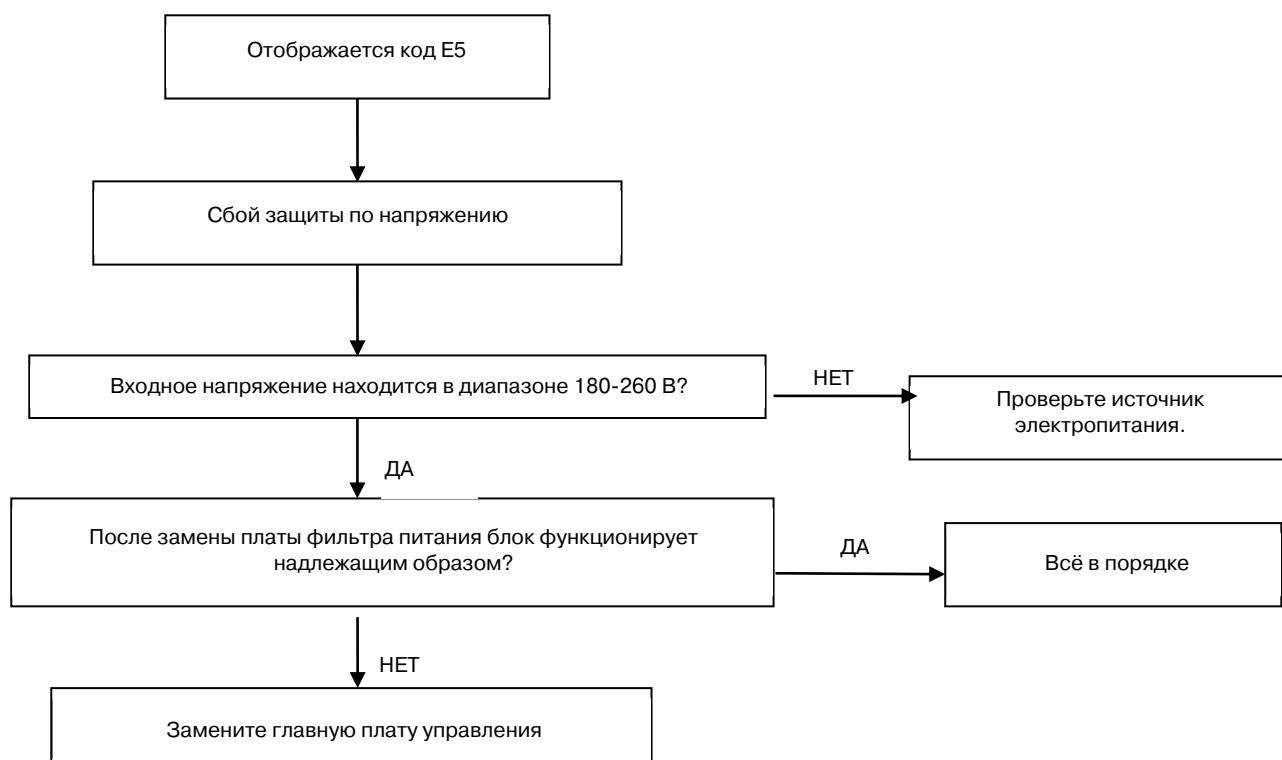 Отображается код E5
Сбой защиты по напряжению
Входное напряжение находится в диапазоне 180-260 В?
НЕТ
Проверьте источник
электропитания.
ДА
После замены платы фильтра питания блок функционирует
надлежащим образом?
ДА
Всё в порядке
НЕТ
Замените главную плату управления